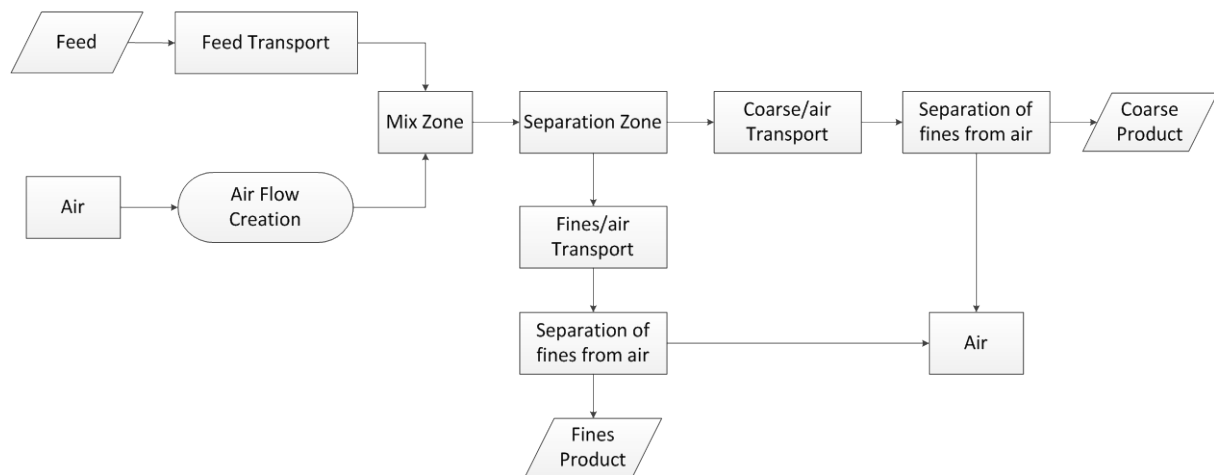 Feed
Feed Transport
Mix Zone
Separation Zone
Coarse/air
Transport
Separation of
fines from air
Coarse
Product
Air
Air Flow
Creation
Fines/air
Transport
Separation of
fines from air
Air
Fines
Product